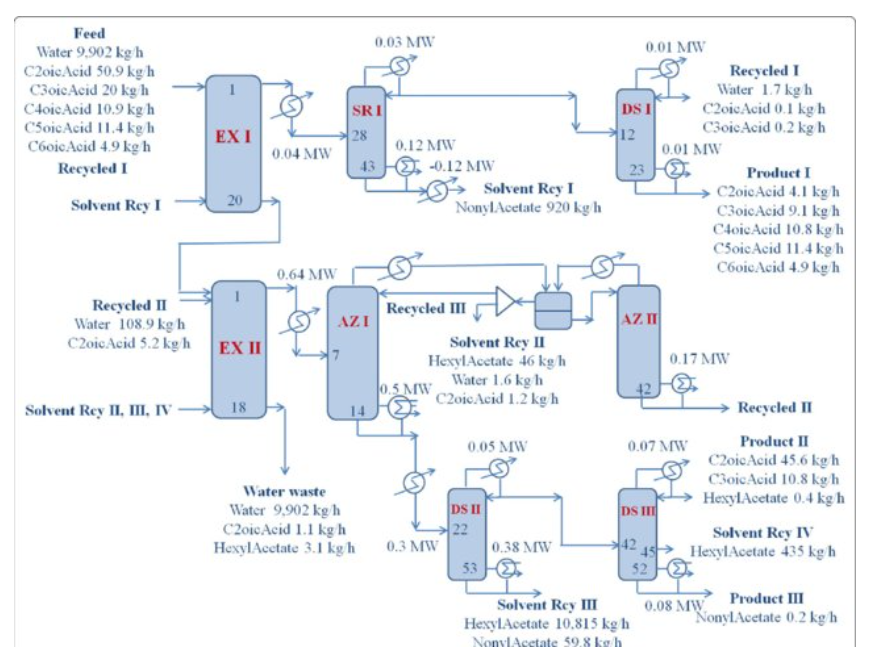 Feed
Water 9,902 kg/h
C2oicAcid 50.9 kg/h
C3oicAcid 20 kg/h
C4oicAcid 10.9 kg/h
C5oicAcid 11.4 kg/h
C6oicAcid 4.9 kg/h
Recycled I
Solvent Rcy I
1
EX I
20
0.04 MW
0.03 MW
SR I
28
43
0.12 MW
-0.12 MW
Solvent Rcy I
NonylAcetate 920 kg/h
0.01 MW
DS I
12
23
0.01 MW
Recycled I
Water 1.7 kg/h
C2oicAcid 0.1 kg/h
C3oicAcid 0.2 kg/h
Product I
C2oicAcid 4.1 kg/h
C3oicAcid 9.1 kg/h
C4oicAcid 10.8 kg/h
C5oicAcid 11.4 kg/h
C6oicAcid 4.9 kg/h
Recycled II
Water 108.9 kg/h
C2oicAcid 5.2 kg/h
Solvent Rcy II, III, IV
1
EX II
18
0.64 MW
Water waste
Water 9,902 kg/h
C2oicAcid 1.1 kg/h
HexylAcetate 3.1 kg/h
AZ I
7
14
0.5 MW
Recycled III
Solvent Rcy II
HexylAcetate 46 kg/h
Water 1.6 kg/h
C2oicAcid 1.2 kg/h
AZ II
42
0.17 MW
Recycled II
0.3 MW
0.05 MW
DS II
22
53
0.38 MW
Solvent Rcy III
HexylAcetate 10,815 kg/h
NonylAcetate 59.8 kg/h
0.07 MW
DS III
42
45
52
0.08 MW
Product II
C2oicAcid 45.6 kg/h
C3oicAcid 10.8 kg/h
HexylAcetate 0.4 kg/h
Solvent Rcy IV
HexylAcetate 435 kg/h
Product III
NonylAcetate 0.2 kg/h